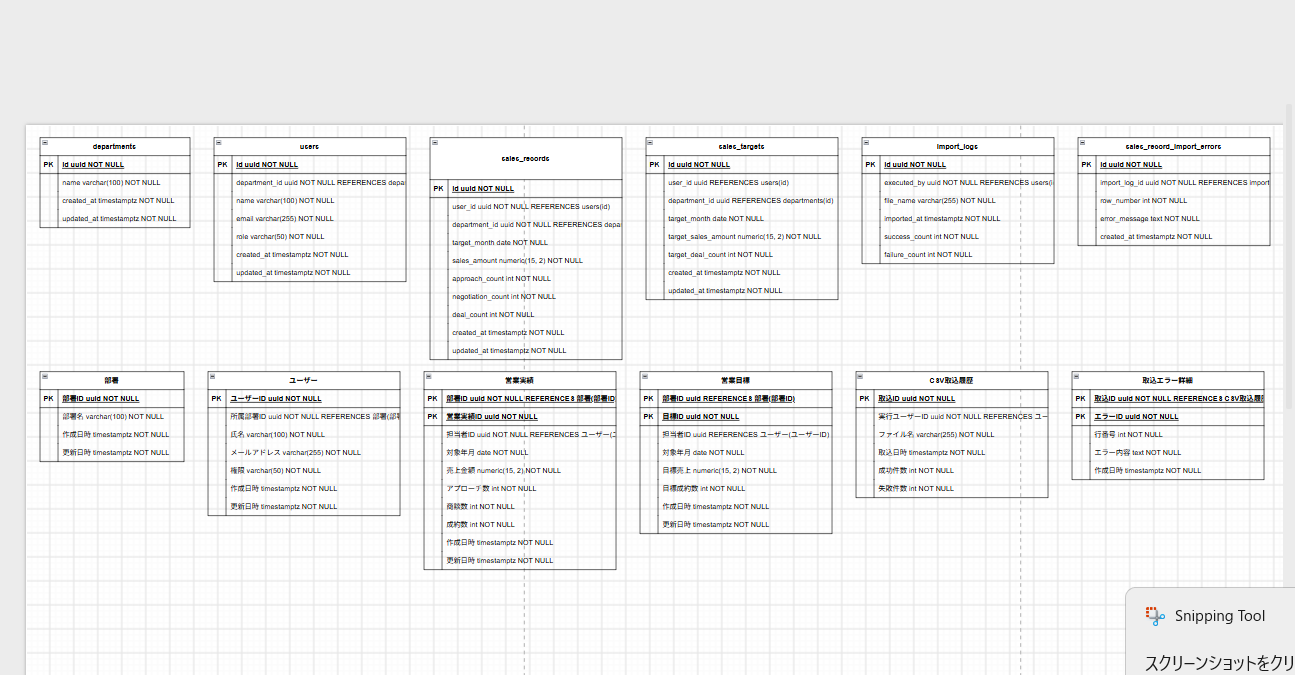 departments
PK id uuid NOT NULL
name varchar(100) NOT NULL
created_at timestamptz NOT NULL
updated_at timestamptz NOT NULL
users
PK id uuid NOT NULL
department_id uuid NOT NULL REFERENCES depa
name varchar(100) NOT NULL
email varchar(255) NOT NULL
role varchar(50) NOT NULL
created_at timestamptz NOT NULL
updated_at timestamptz NOT NULL
sales_records
PK id uuid NOT NULL
user_id uuid NOT NULL REFERENCES users(id)
department_id uuid NOT NULL REFERENCES depa
target_month date NOT NULL
sales_amount numeric(15, 2) NOT NULL
approach_count int NOT NULL
negotiation_count int NOT NULL
deal_count int NOT NULL
created_at timestamptz NOT NULL
updated_at timestamptz NOT NULL
sales_targets
PK id uuid NOT NULL
user_id uuid REFERENCES users(id)
department_id uuid REFERENCES departments(id)
target_month date NOT NULL
target_sales_amount numeric(15, 2) NOT NULL
target_deal_count int NOT NULL
created_at timestamptz NOT NULL
updated_at timestamptz NOT NULL
import_logs
PK id uuid NOT NULL
executed_by uuid NOT NULL REFERENCES users(i
file_name varchar(255) NOT NULL
imported_at timestamptz NOT NULL
success_count int NOT NULL
failure_count int NOT NULL
sales_record_import_errors
PK id uuid NOT NULL
import_log_id uuid NOT NULL REFERENCES import
row_number int NOT NULL
error_message text NOT NULL
created_at timestamptz NOT NULL
部署
PK 部署ID uuid NOT NULL
部署名 varchar(100) NOT NULL
作成日時 timestamptz NOT NULL
更新日時 timestamptz NOT NULL
ユーザー
PK ユーザーID uuid NOT NULL
所属部署ID uuid NOT NULL REFERENCES 部署(部
氏名 varchar(100) NOT NULL
メールアドレス varchar(255) NOT NULL
権限 varchar(50) NOT NULL
作成日時 timestamptz NOT NULL
更新日時 timestamptz NOT NULL
営業実績
PK 部署ID uuid NOT NULL REFERENCES 部署(部署ID
PK 営業実績ID uuid NOT NULL
担当者ID uuid NOT NULL REFERENCES ユーザー(
対象年月 date NOT NULL
売上金額 numeric(15, 2) NOT NULL
アプローチ数 int NOT NULL
商談数 int NOT NULL
成約数 int NOT NULL
作成日時 timestamptz NOT NULL
更新日時 timestamptz NOT NULL
営業目標
PK 部署ID uuid REFERENCES 部署(部署ID)
PK 目標ID uuid NOT NULL
担当者ID uuid REFERENCES ユーザー(ユーザーID)
対象年月 date NOT NULL
目標売上 numeric(15, 2) NOT NULL
目標成約数 int NOT NULL
作成日時 timestamptz NOT NULL
更新日時 timestamptz NOT NULL
CSV取込履歴
PK 取込ID uuid NOT NULL
実行ユーザーID uuid NOT NULL REFERENCES ユー
ファイル名 varchar(255) NOT NULL
取込日時 timestamptz NOT NULL
成功件数 int NOT NULL
失敗件数 int NOT NULL
取込エラー詳細
PK 取込ID uuid NOT NULL REFERENCES CSV取込履
PK エラーID uuid NOT NULL
行番号 int NOT NULL
エラー内容 text NOT NULL
作成日時 timestamptz NOT NULL
Snipping Tool
スクリーンショットをクリ